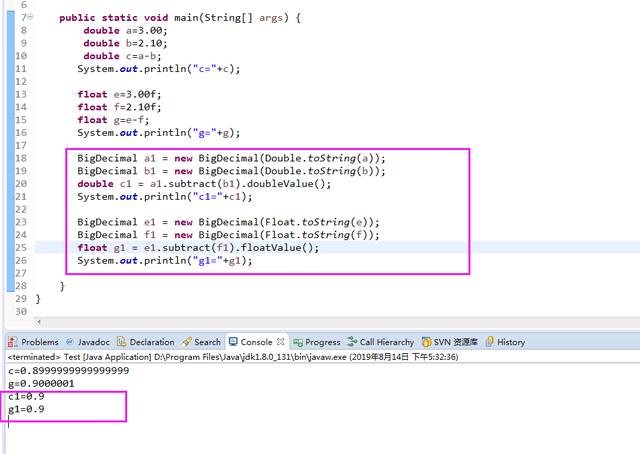 6
7 public static void main(String[] args) {
8 double a=3.00;
9 double b=2.10;
10 double c=a-b;
11 System.out.println("c="+c);
12
13 float e=3.00f;
14 float f=2.10f;
15 float g=e-f;
16 System.out.println("g="+g);
17
18 BigDecimal a1 = new BigDecimal(Double.toString(a));
19 BigDecimal b1 = new BigDecimal(Double.toString(b));
20 double c1 = a1.subtract(b1).doubleValue();
21 System.out.println("c1="+c1);
22
23 BigDecimal e1 = new BigDecimal(Float.toString(e));
24 BigDecimal f1 = new BigDecimal(Float.toString(f));
25 float g1 = e1.subtract(f1).floatValue();
26 System.out.println("g1="+g1);
27
28 }
29 }
30
Problems @ Javadoc Declaration Search Console Progress Call Hierarchy SVN 资源库 Markers
<terminated> Test [Java Application] D:\Program Files\Java\jdk1.8.0_131\bin\javaw.exe (2019年8月14日 下午5:32:36)
c=0.8999999999999999
g=0.9000001
c1=0.9
g1=0.9